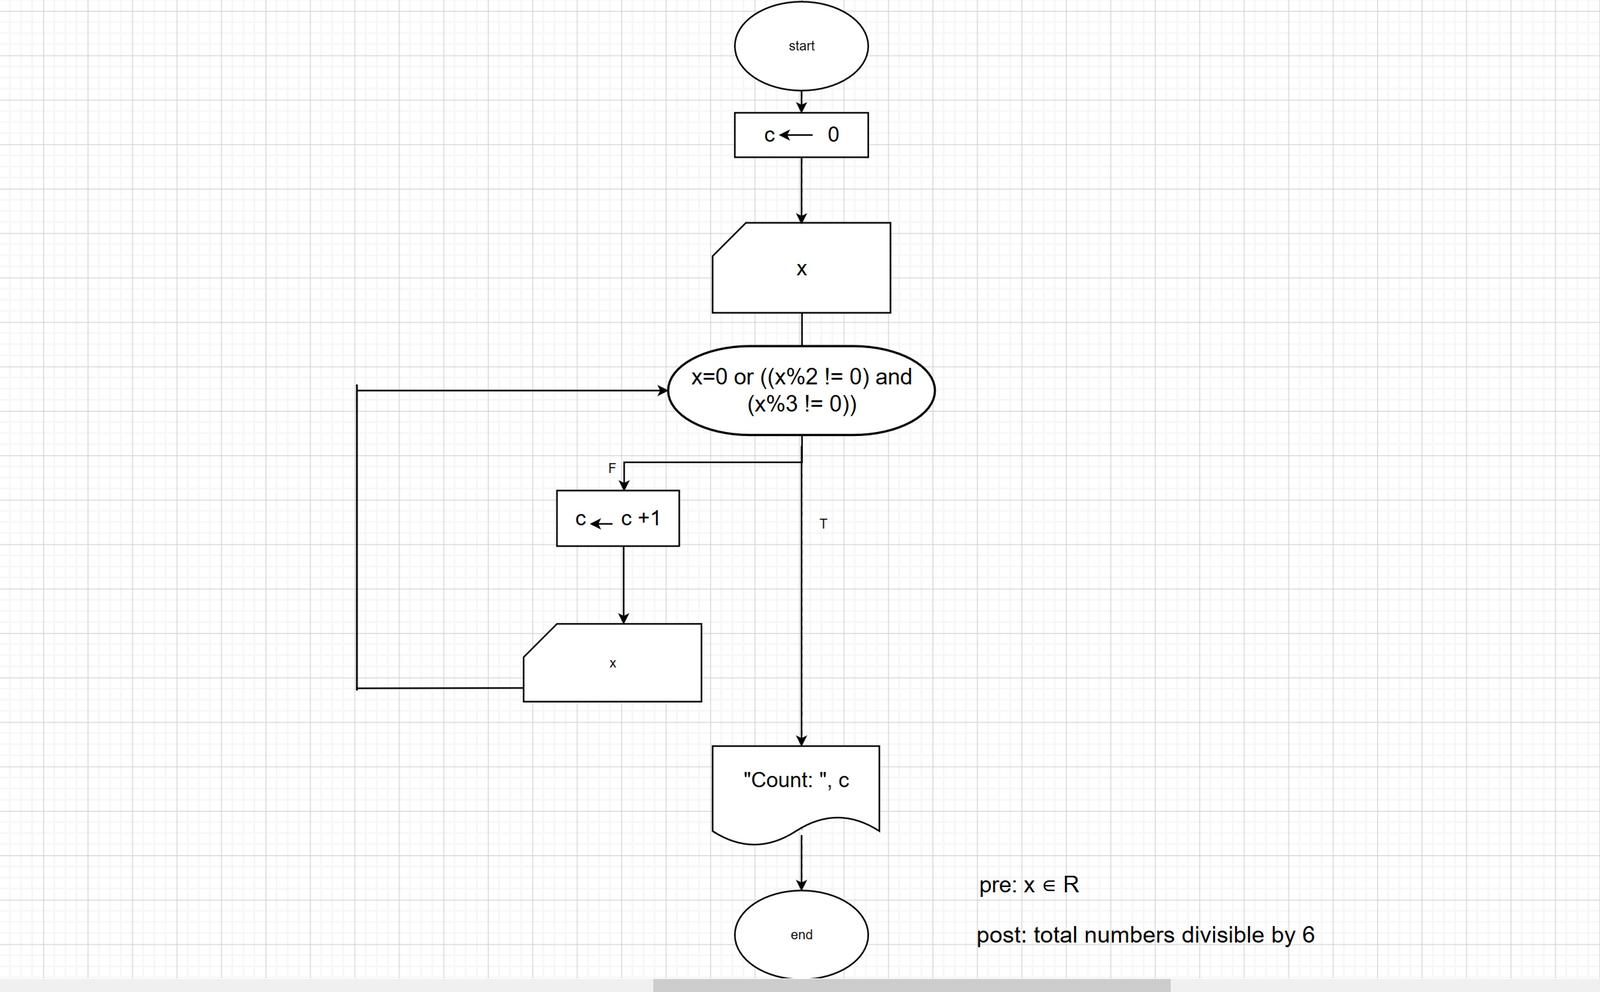 start
c 0
x
x=0 or ((x%2 != 0) and
(x%3 != 0))
F
c c +1
T
x
"Count: ", c
pre: x ∈ R
post: total numbers divisible by 6
end